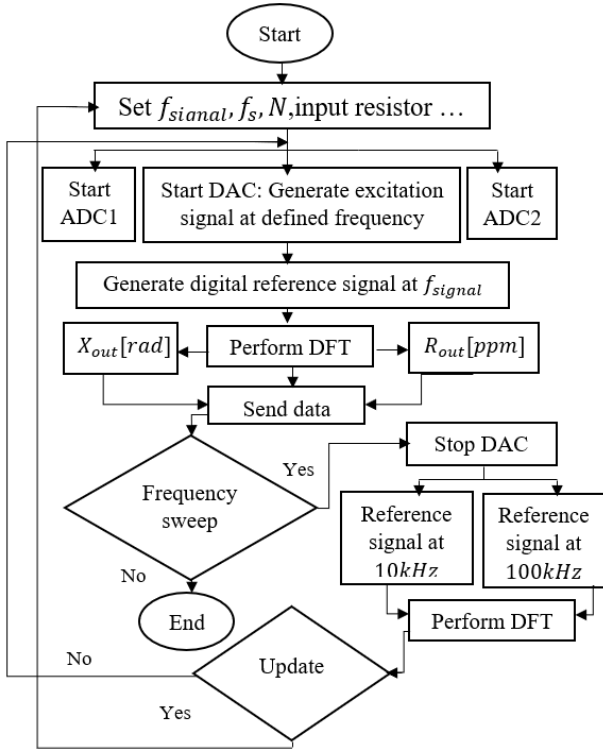 Start
Set f_sianal, f_s, N,input resistor …
Start
ADC1
Start DAC: Generate excitation
signal at defined frequency
Start
ADC2
Generate digital reference signal at f_signal
X_out[rad]
Perform DFT
R_out[ppm]
Send data
Frequency
sweep
Yes
No
End
Stop DAC
Reference
signal at
10kHz
Reference
signal at
100kHz
Perform DFT
Update
No
Yes